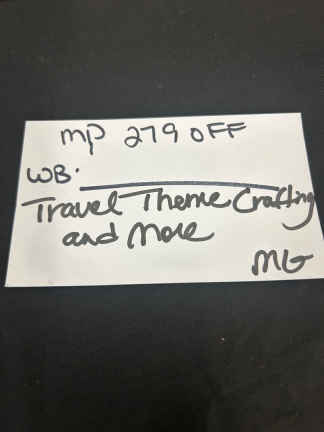 MP 279 OFF
WB.
Travel Theme Crafting
and More
MG